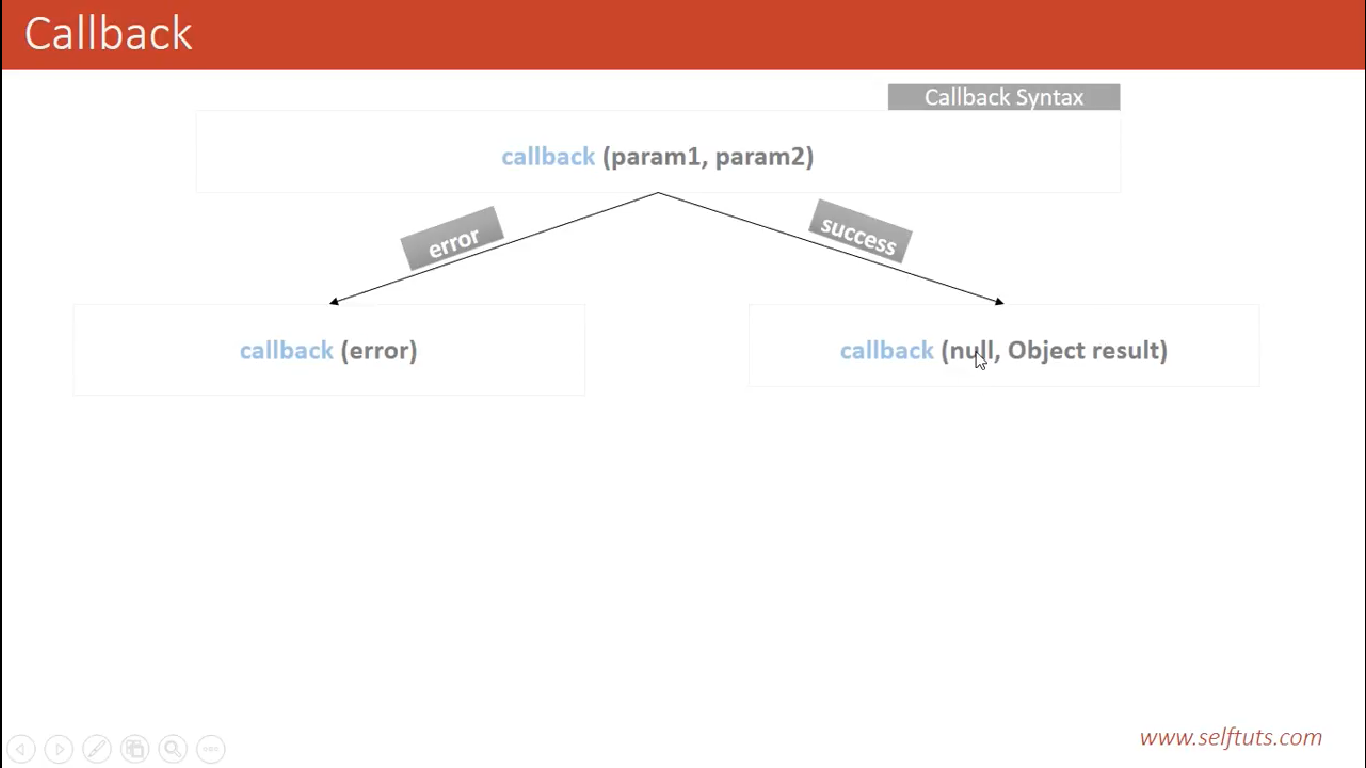 Callback
Callback Syntax
callback (param1, param2)
error
success
callback (error)
callback (null, Object result)
www.selftuts.com